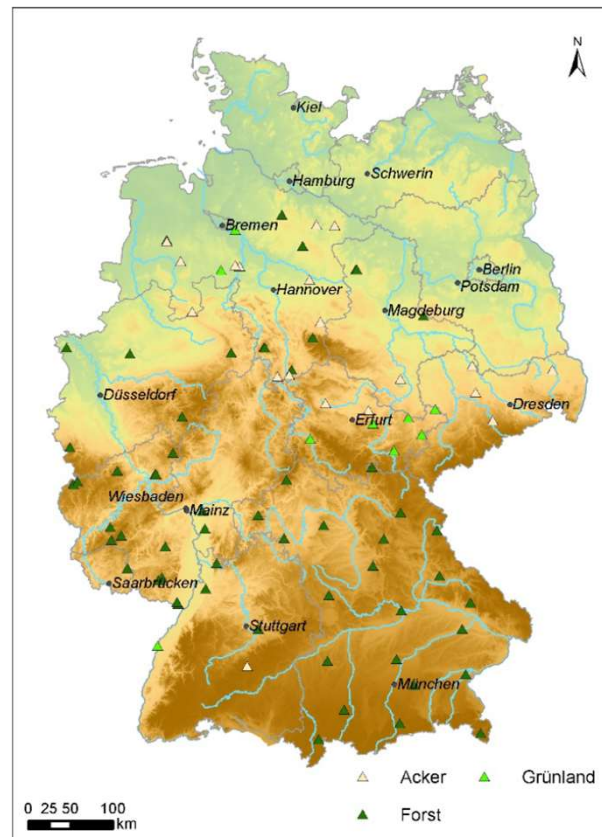 N
Kiel
Schwerin
Hamburg
Bremen
Berlin
Potsdam
Hannover
Magdeburg
Düsseldorf
Dresden
Erfurt
Wiesbaden
Mainz
Saarbrücken
Stuttgart
München
Acker Grünland
Forst
0 25 50 100
km